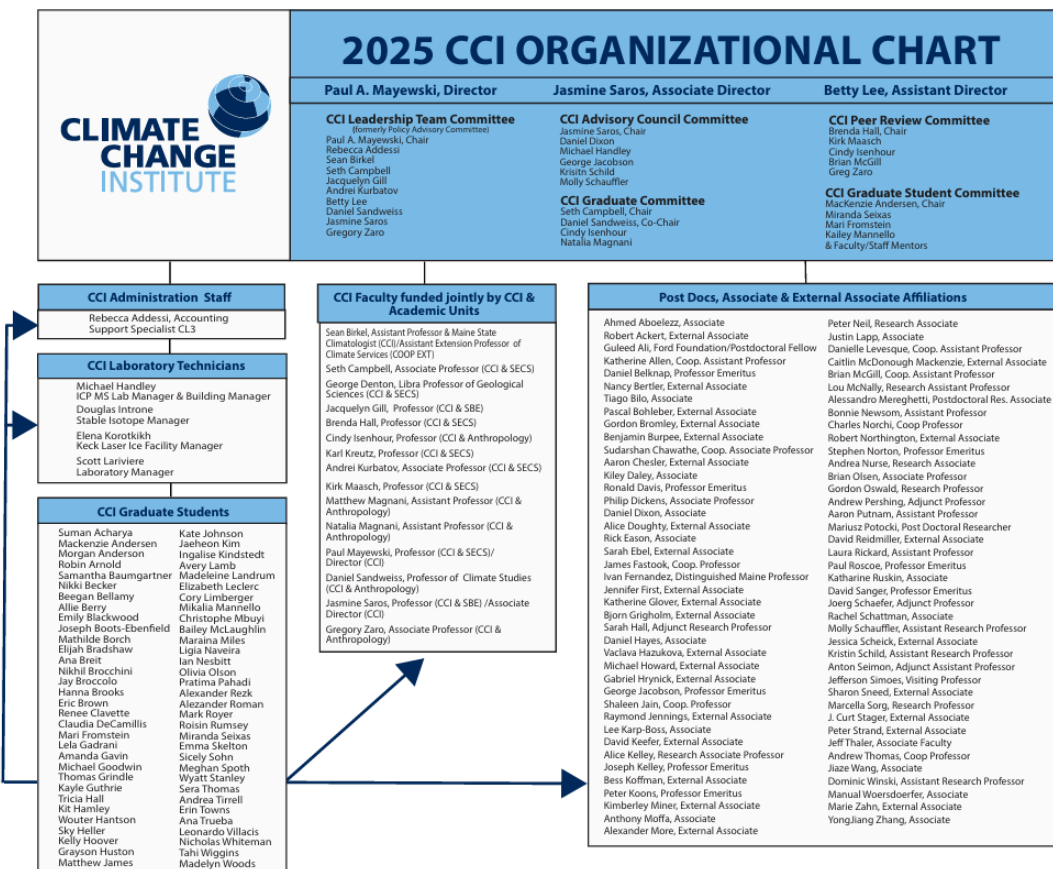 CLIMATE
CHANGE
INSTITUTE
2025 CCI ORGANIZATIONAL CHART
Paul A. Mayewski, Director
Jasmine Saros, Associate Director
Betty Lee, Assistant Director
CCI Leadership Team Committee
(formerly Policy Advisory Committee)
Paul A. Mayewski, Chair
Rebecca Addessi
Sean Birkel
Seth Campbell
Jacquelyn Gill
Andrei Kurbatov
Betty Lee
Daniel Sandweiss
Jasmine Saros
Gregory Zaro
CCI Advisory Council Committee
Jasmine Saros, Chair
Daniel Dixon
Michael Handley
George Jacobson
Krisitn Schild
Molly Schauffler
CCI Graduate Committee
Seth Campbell, Chair
Daniel Sandweiss, Co-Chair
Cindy Isenhour
Natalia Magnani
CCI Peer Review Committee
Brenda Hall, Chair
Kirk Maasch
Cindy Isenhour
Brian McGill
Greg Zaro
CCI Graduate Student Committee
MacKenzie Andersen, Chair
Miranda Seixas
Mari Fromstein
Kailey Mannello
& Faculty/Staff Mentors
CCI Administration Staff
Rebecca Addessi, Accounting
Support Specialist CL3
CCI Laboratory Technicians
Michael Handley
ICP MS Lab Manager & Building Manager
Douglas Introne
Stable Isotope Manager
Elena Korotkikh
Keck Laser Ice Facility Manager
Scott Lariviere
Laboratory Manager
CCI Graduate Students
Suman Acharya
Mackenzie Andersen
Morgan Anderson
Robin Arnold
Samantha Baumgartner
Nikki Becker
Beegan Bellamy
Allie Berry
Emily Blackwood
Joseph Boots-Ebenfield
Mathilde Borch
Elijah Bradshaw
Ana Breit
Nikhil Brocchini
Jay Broccolo
Hanna Brooks
Eric Brown
Renee Clavette
Claudia DeCamillis
Mari Fromstein
Lela Gadrani
Amanda Gavin
Michael Goodwin
Thomas Grindle
Kayle Guthrie
Tricia Hall
Kit Hamley
Wouter Hantson
Sky Heller
Kelly Hoover
Grayson Huston
Matthew James
Kate Johnson
Jaeheon Kim
Ingalise Kindstedt
Avery Lamb
Madeleine Landrum
Elizabeth Leclerc
Cory Limberger
Mikalia Mannello
Christophe Mbuyi
Bailey McLaughlin
Maraina Miles
Ligia Naveira
Ian Nesbitt
Olivia Olson
Pratima Pahadi
Alexander Rezk
Alezander Roman
Mark Royer
Roisin Rumsey
Miranda Seixas
Emma Skelton
Sicely Sohn
Meghan Spoth
Wyatt Stanley
Sera Thomas
Andrea Tirrell
Erin Towns
Ana Trueba
Leonardo Villacis
Nicholas Whiteman
Tahi Wiggins
Madelyn Woods
CCI Faculty funded jointly by CCI &
Academic Units
Sean Birkel, Assistant Professor & Maine State
Climatologist (CCI)/Assistant Extension Professor of
Climate Services (COOP EXT)
Seth Campbell, Associate Professor (CCI & SECS)
George Denton, Libra Professor of Geological
Sciences (CCI & SECS)
Jacquelyn Gill, Professor (CCI & SBE)
Brenda Hall, Professor (CCI & SECS)
Cindy Isenhour, Professor (CCI & Anthropology)
Karl Kreutz, Professor (CCI & SECS)
Andrei Kurbatov, Associate Professor (CCI & SECS)
Kirk Maasch, Professor (CCI & SECS)
Matthew Magnani, Assistant Professor (CCI &
Anthropology)
Natalia Magnani, Assistant Professor (CCI &
Anthropology)
Paul Mayewski, Professor (CCI & SECS)/
Director (CCI)
Daniel Sandweiss, Professor of Climate Studies
(CCI & Anthropology)
Jasmine Saros, Professor (CCI & SBE) /Associate
Director (CCI)
Gregory Zaro, Associate Professor (CCI &
Anthropology)
Post Docs, Associate & External Associate Affiliations
Ahmed Aboelezz, Associate
Robert Ackert, External Associate
Guleed Ali, Ford Foundation/Postdoctoral Fellow
Katherine Allen, Coop. Assistant Professor
Daniel Belknap, Professor Emeritus
Nancy Bertler, External Associate
Tiago Bilo, Associate
Pascal Bohleber, External Associate
Gordon Bromley, External Associate
Benjamin Burpee, External Associate
Sudarshan Chawathe, Coop. Associate Professor
Aaron Chesler, External Associate
Kiley Daley, Associate
Ronald Davis, Professor Emeritus
Philip Dickens, Associate Professor
Daniel Dixon, Associate
Alice Doughty, External Associate
Rick Eason, Associate
Sarah Ebel, External Associate
James Fastook, Coop. Professor
Ivan Fernandez, Distinguished Maine Professor
Jennifer First, External Associate
Katherine Glover, External Associate
Bjorn Grigholm, External Associate
Sarah Hall, Adjunct Research Professor
Daniel Hayes, Associate
Vaclava Hazukova, External Associate
Michael Howard, External Associate
Gabriel Hrynick, External Associate
George Jacobson, Professor Emeritus
Shaleen Jain, Coop. Professor
Raymond Jennings, External Associate
Lee Karp-Boss, Associate
David Keefer, External Associate
Alice Kelley, Research Associate Professor
Joseph Kelley, Professor Emeritus
Bess Koffman, External Associate
Peter Koons, Professor Emeritus
Kimberley Miner, External Associate
Anthony Moffa, Associate
Alexander More, External Associate
Peter Neil, Research Associate
Justin Lapp, Associate
Danielle Levesque, Coop. Assistant Professor
Caitlin McDonough Mackenzie, External Associate
Brian McGill, Coop. Assistant Professor
Lou McNally, Research Assistant Professor
Alessandro Mereghetti, Postdoctoral Res. Associate
Bonnie Newsom, Assistant Professor
Charles Norchi, Coop Professor
Robert Northington, External Associate
Stephen Norton, Professor Emeritus
Andrea Nurse, Research Associate
Brian Olsen, Associate Professor
Gordon Oswald, Research Professor
Andrew Pershing, Adjunct Professor
Aaron Putnam, Assistant Professor
Mariusz Potocki, Post Doctoral Researcher
David Reidmiller, External Associate
Laura Rickard, Assistant Professor
Paul Roscoe, Professor Emeritus
Katharine Ruskin, Associate
David Sanger, Professor Emeritus
Joerg Schaefer, Adjunct Professor
Rachel Schattman, Associate
Molly Schauffler, Assistant Research Professor
Jessica Scheick, External Associate
Kristin Schild, Assistant Research Professor
Anton Seimon, Adjunct Assistant Professor
Jefferson Simoes, Visiting Professor
Sharon Sneed, External Associate
Marcella Sorg, Research Professor
J. Curt Stager, External Associate
Peter Strand, External Associate
Jeff Thaler, Associate Faculty
Andrew Thomas, Coop Professor
Jiaze Wang, Associate
Dominic Winski, Assistant Research Professor
Manual Woersdoerfer, Associate
Marie Zahn, External Associate
YongJiang Zhang, Associate